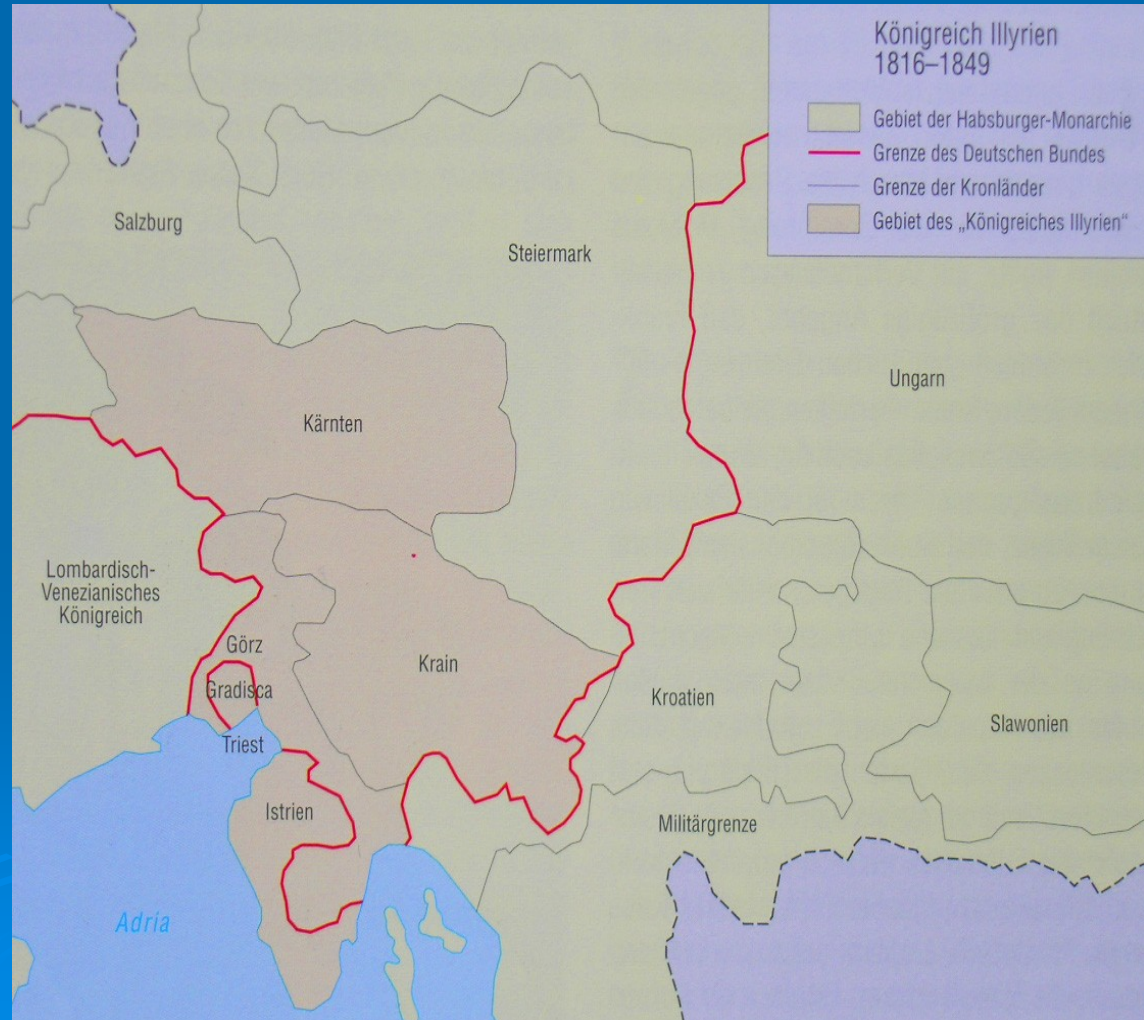 Königreich Illyrien
1816–1849
Gebiet der Habsburger-Monarchie
Grenze des Deutschen Bundes
Grenze der Kronländer
Gebiet des „Königreiches Illyrien“
Salzburg
Steiermark
Ungarn
Kärnten
Lombardisch-
Venezianisches
Königreich
Görz
Gradisca
Krain
Kroatien
Slawonien
Triest
Istrien
Militärgrenze
Adria